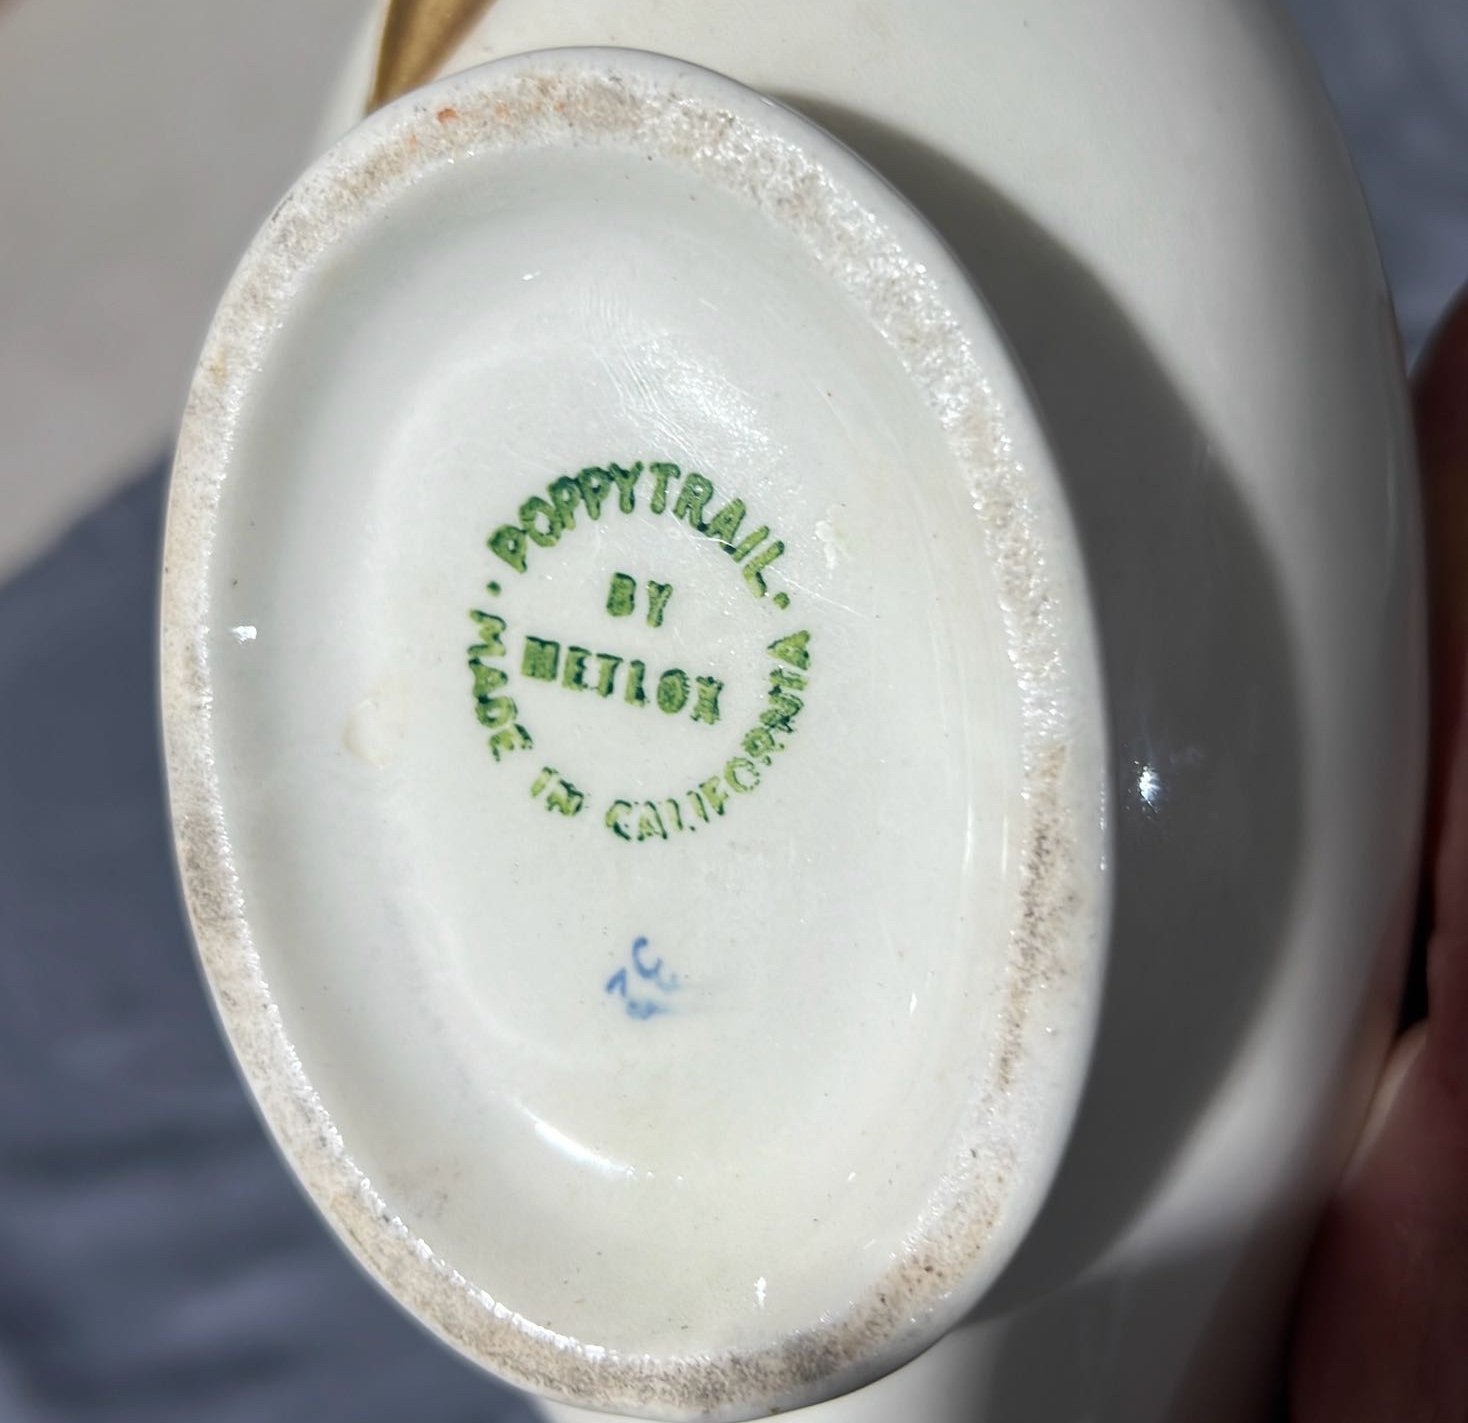 · POPPYTRAIL ·
BY
METLOX
MADE IN CALIFORNIA